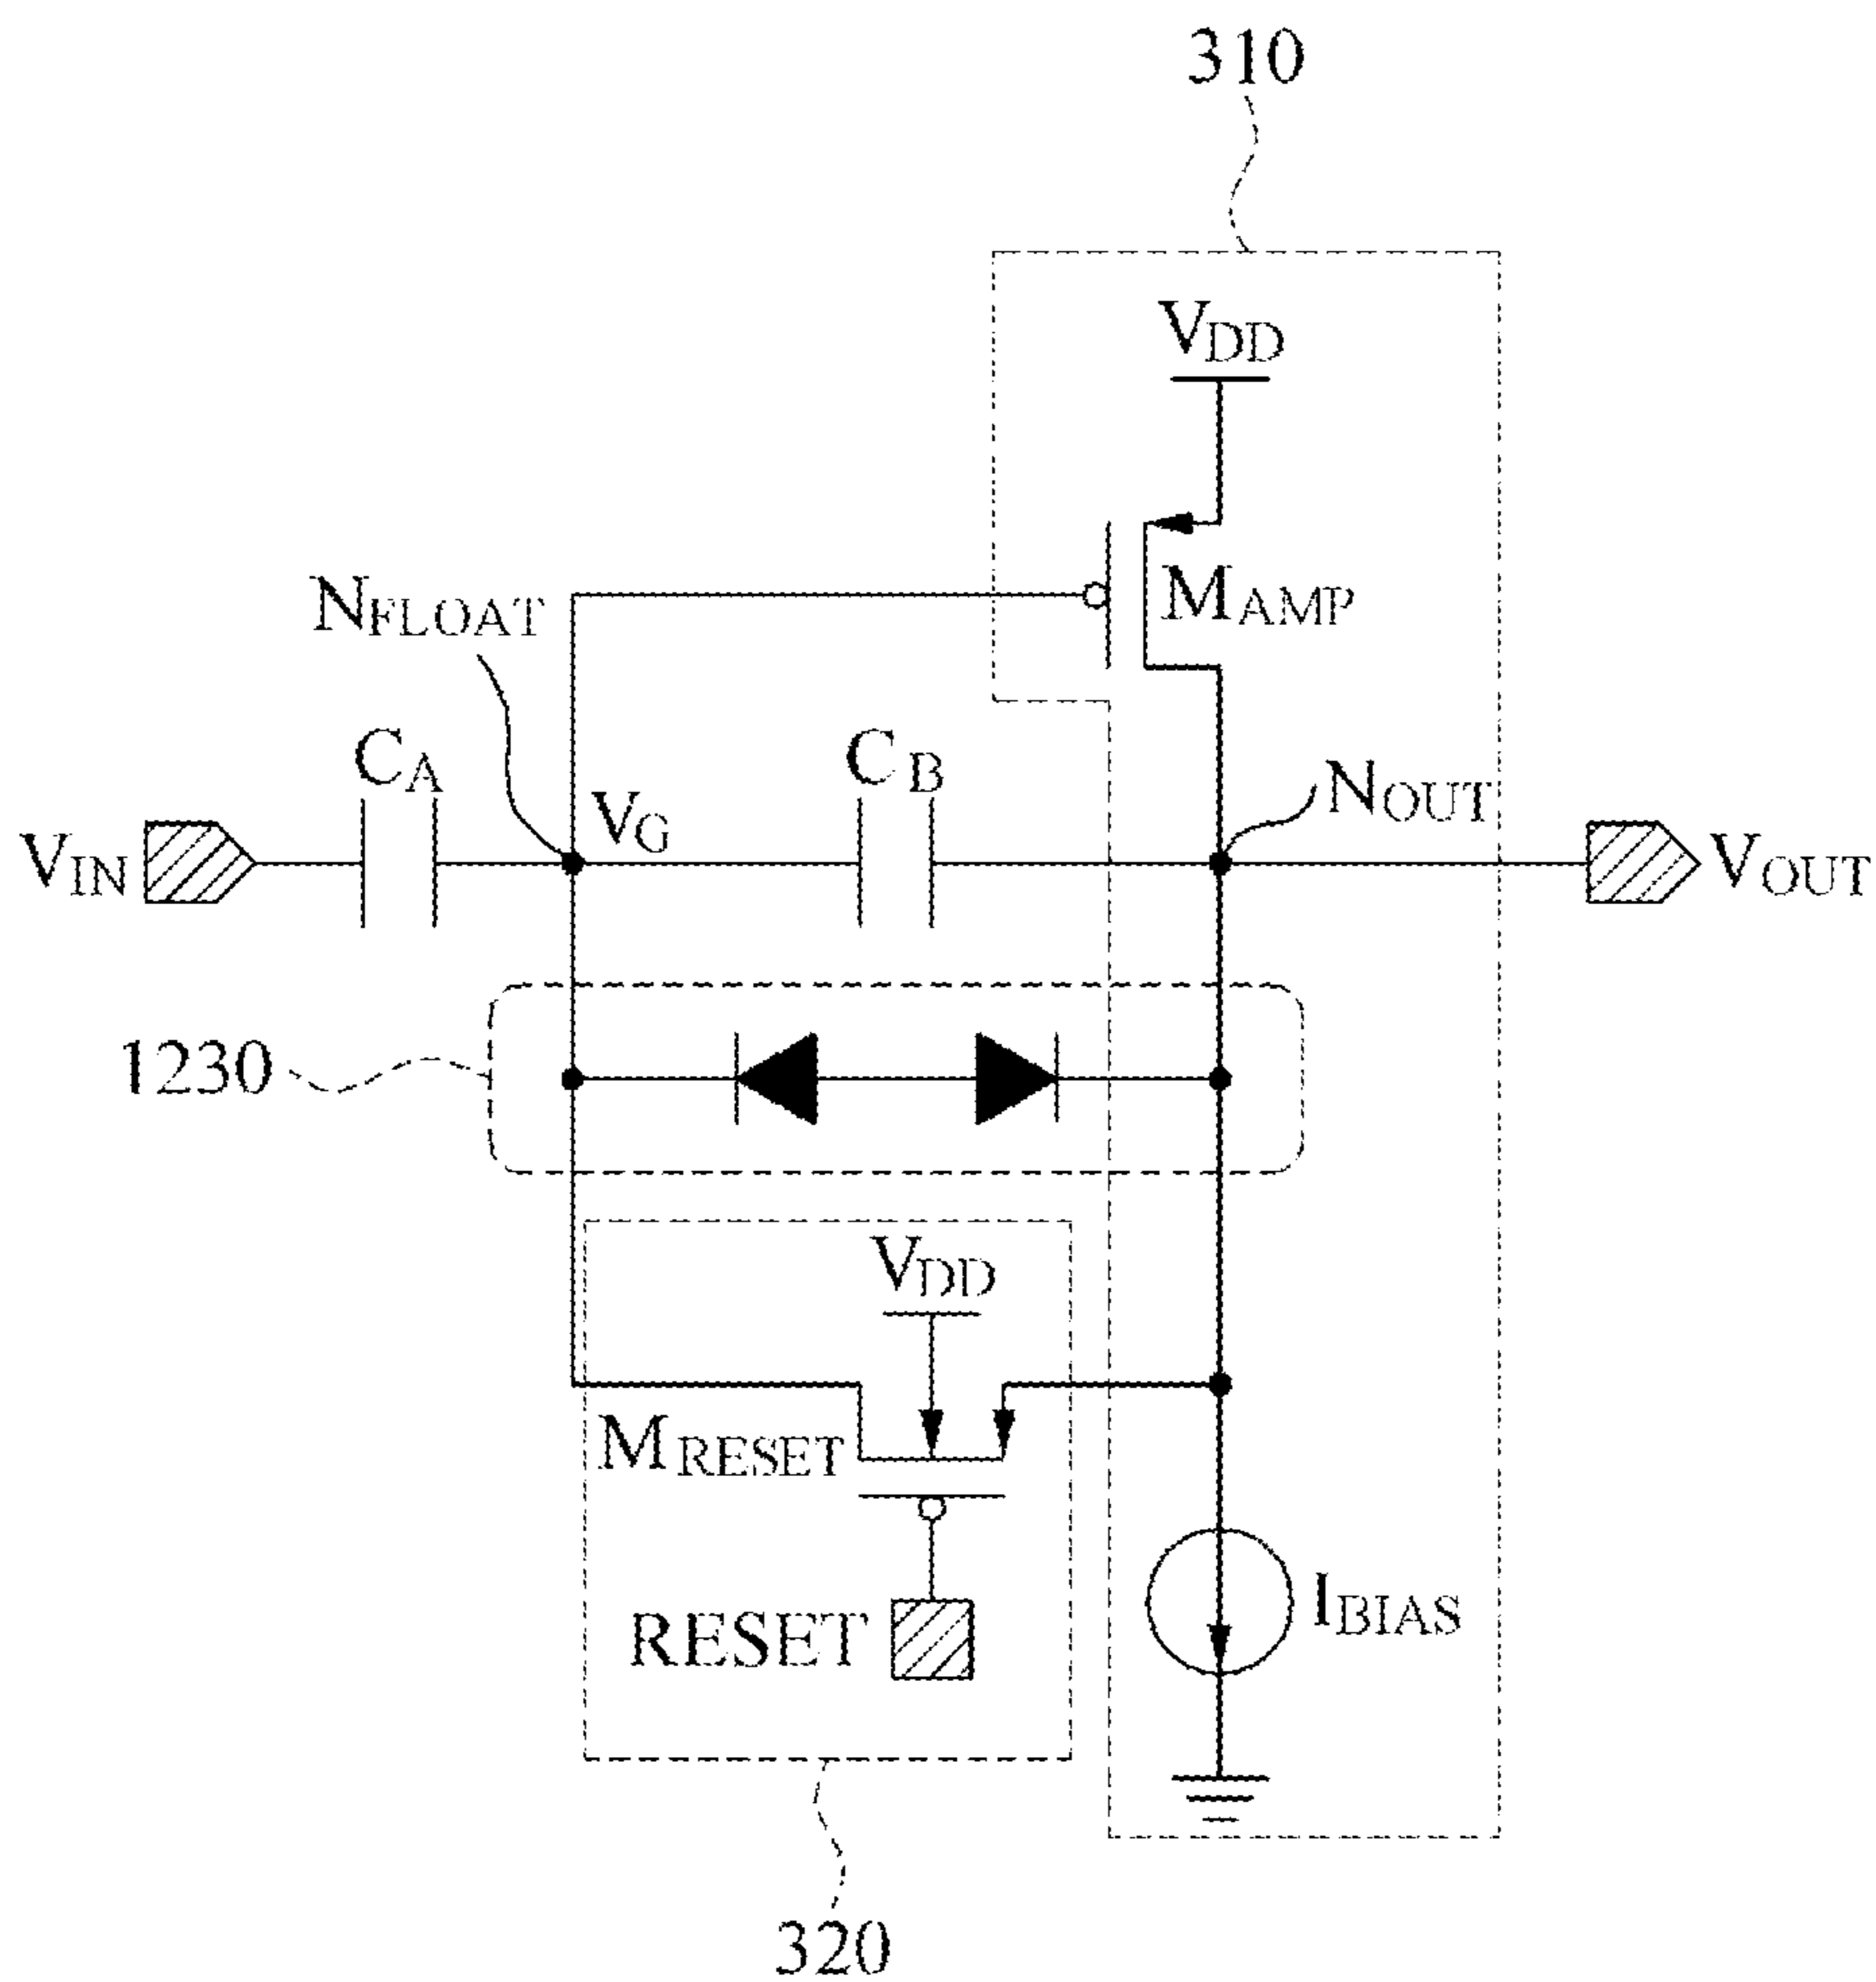 310
VDD
MAMP
NFLOAT
CA
CB
NOUT
VG
VIN
VOUT
1230
VDD
MRESET
RESET
IBIAS
320